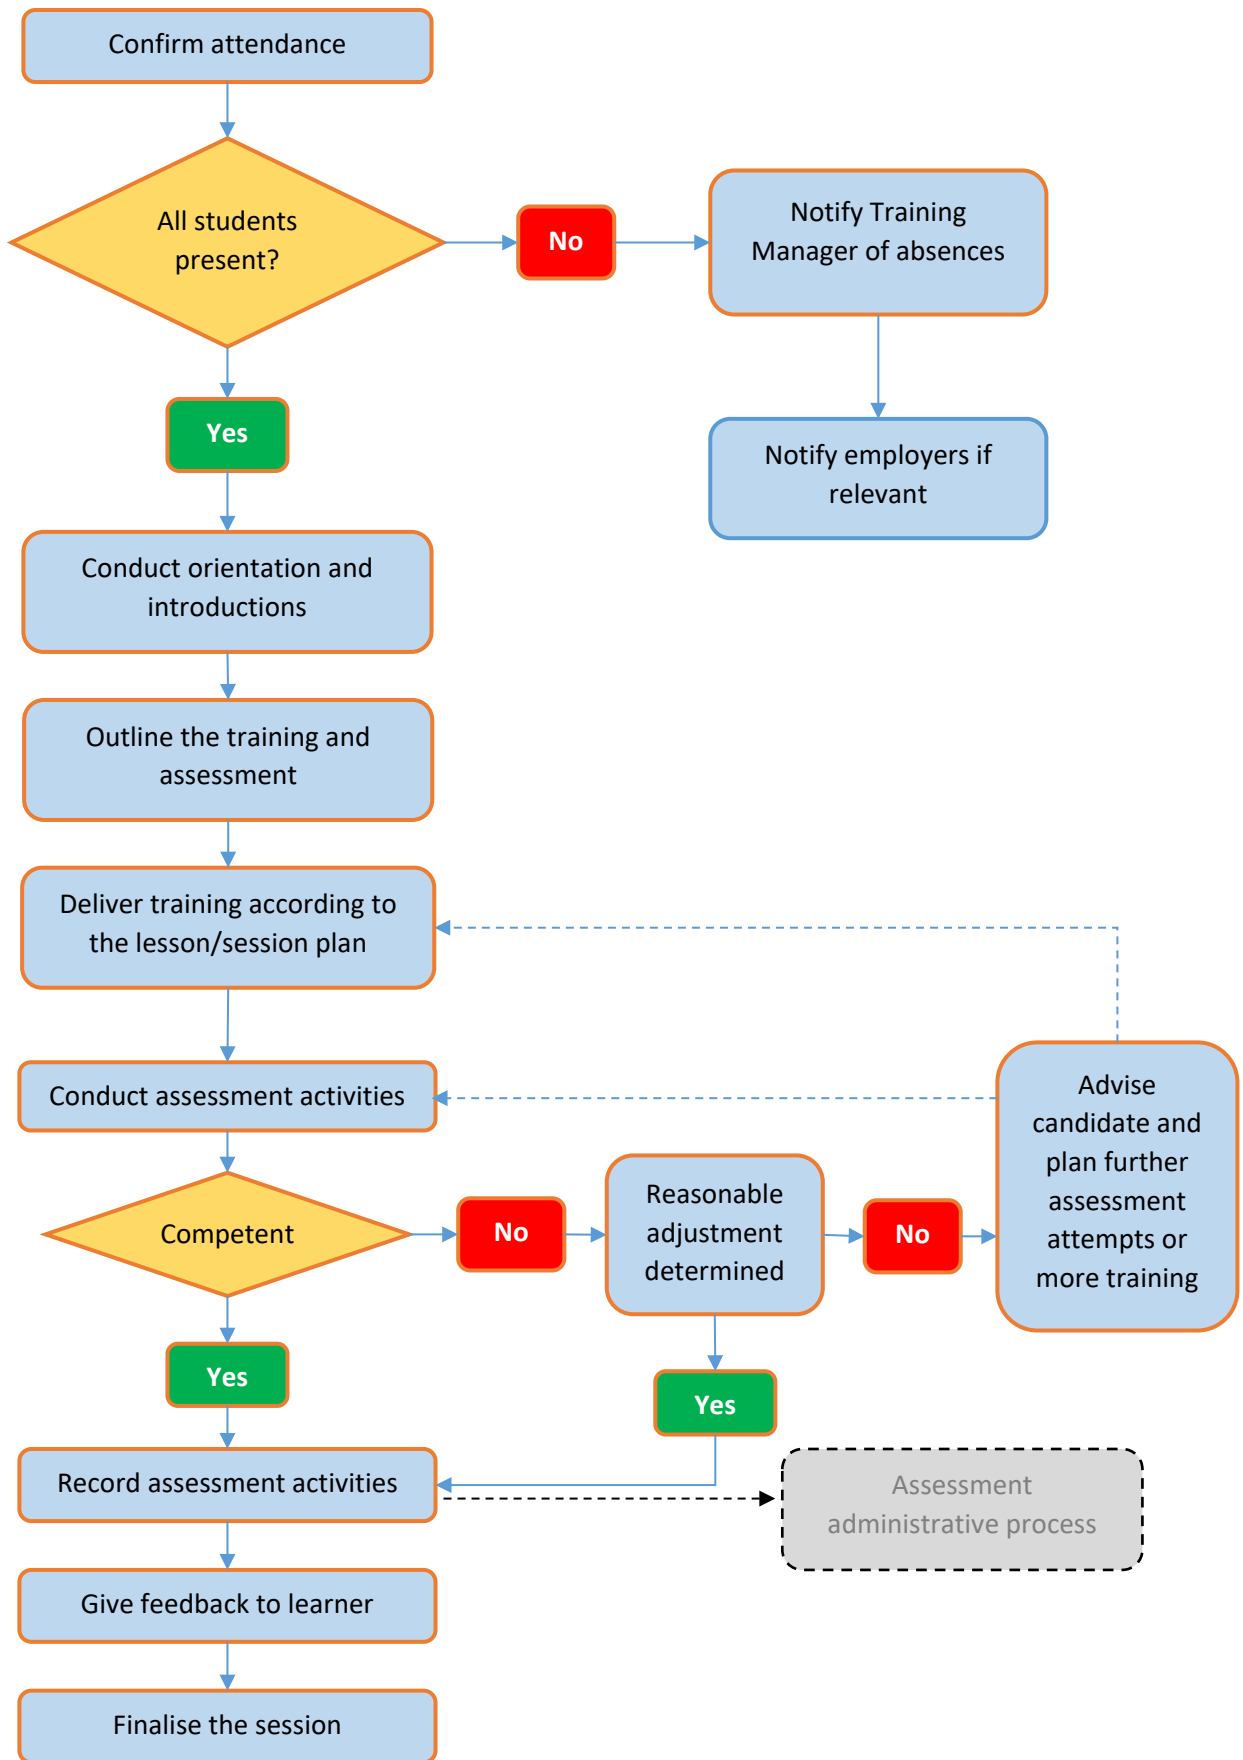 Confirm attendance
All students
present?
No
Notify Training
Manager of absences
Yes
Notify employers if
relevant
Conduct orientation and
introductions
Outline the training and
assessment
Deliver training according to
the lesson/session plan
Conduct assessment activities
Advise
candidate and
plan further
assessment
attempts or
more training
Competent
No
Reasonable
adjustment
determined
No
Yes
Yes
Record assessment activities
Assessment
administrative process
Give feedback to learner
Finalise the session